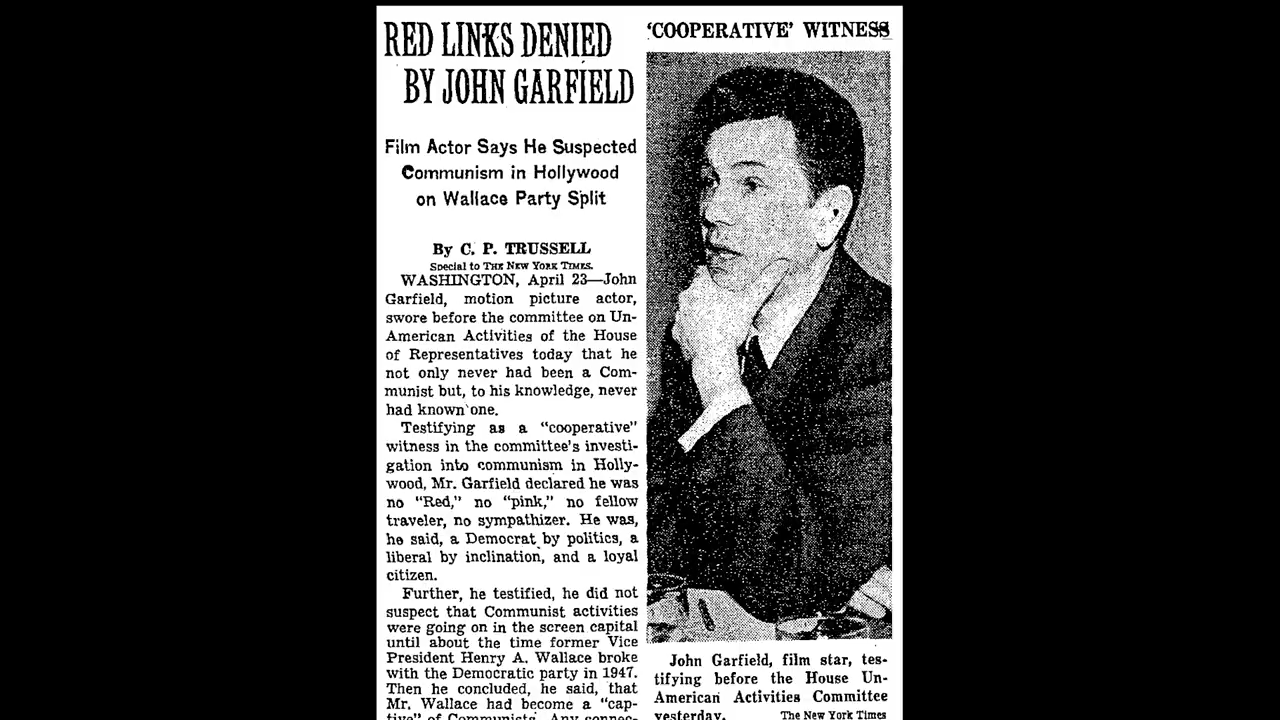 RED LINKS DENIED
BY JOHN GARFIELD
Film Actor Says He Suspected
Communism in Hollywood
on Wallace Party Split
By C. P. TRUSSELL
Special to THE NEW YORK TIMES.
WASHINGTON, April 23—John
Garfield, motion picture actor,
swore before the committee on Un-
American Activities of the House
of Representatives today that he
not only never had been a Com-
munist but, to his knowledge, never
had known one.
Testifying as a "cooperative"
witness in the committee's investi-
gation into communism in Holly-
wood, Mr. Garfield declared he was
no "Red," no "pink," no fellow
traveler, no sympathizer. He was,
he said, a Democrat by politics, a
liberal by inclination, and a loyal
citizen.
Further, he testified, he did not
suspect that Communist activities
were going on in the screen capital
until about the time former Vice
President Henry A. Wallace broke
with the Democratic party in 1947.
Then he concluded, he said, that
Mr. Wallace had become a "cap-
tive" of Communists. Any connec-
'COOPERATIVE' WITNESS
John Garfield, film star, tes-
tifying before the House Un-
American Activities Committee
yesterday.
The New York Times